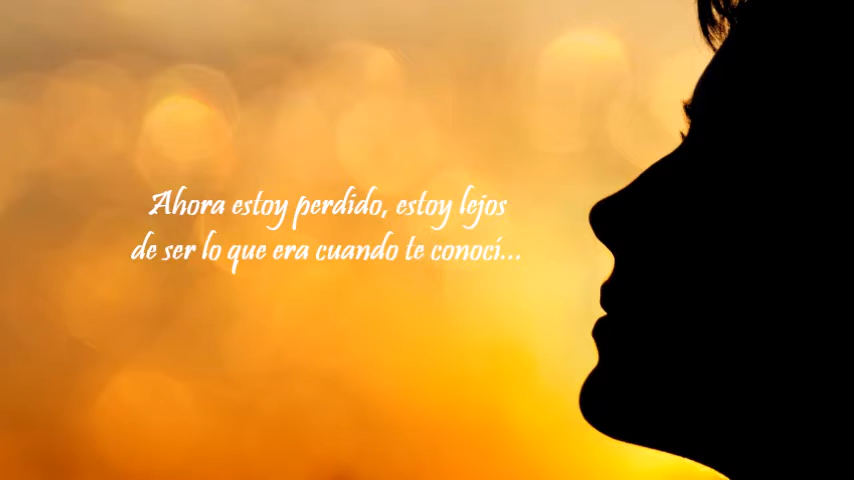 Ahora estoy perdido, estoy lejos
de ser lo que era cuando te conocí...